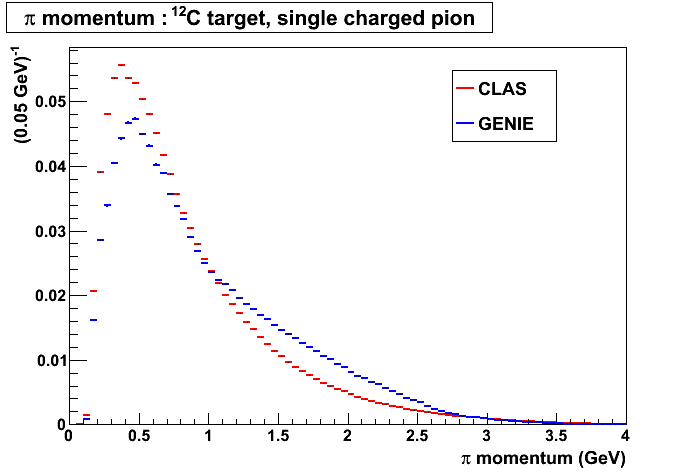 π momentum : ¹²C target, single charged pion
(0.05 GeV)⁻¹
CLAS
GENIE
0.05
0.04
0.03
0.02
0.01
0
0 0.5 1 1.5 2 2.5 3 3.5 4
π momentum (GeV)